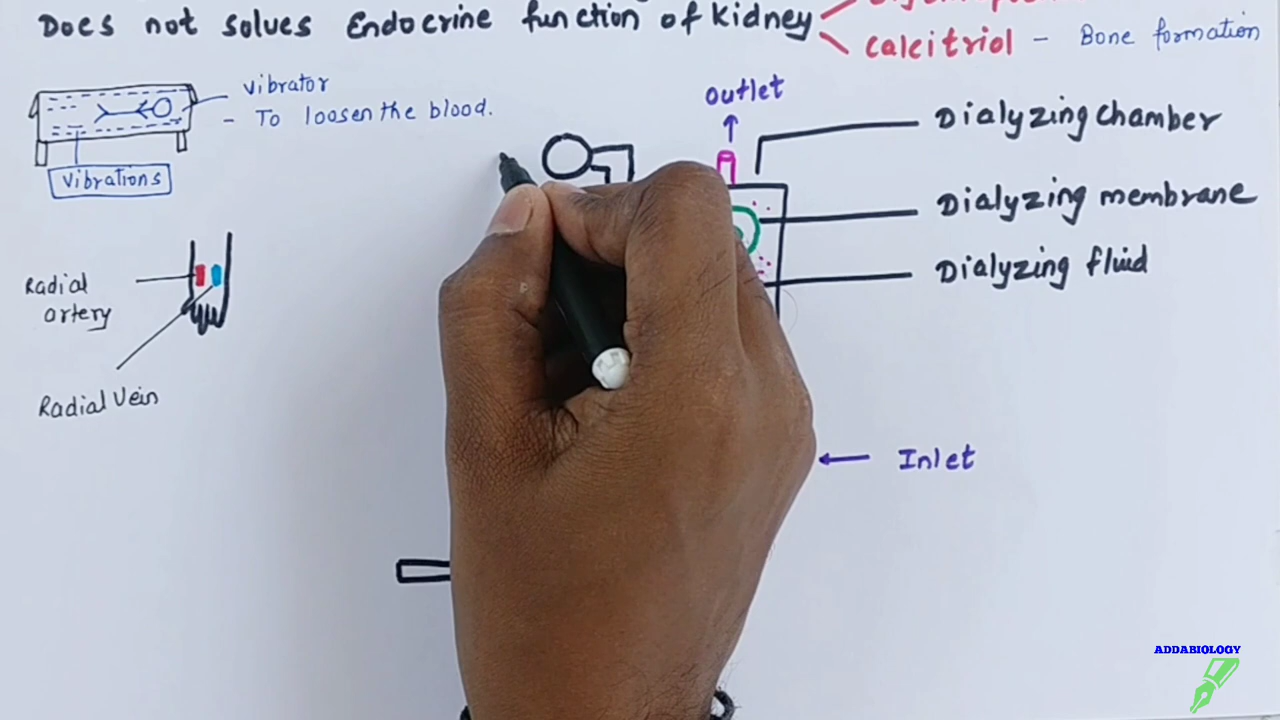 Does not solves Endocrine function of kidney
Calcitriol - Bone formation
vibrator
- To loosen the blood.
vibrations
outlet
Dialyzing chamber
Dialyzing membrane
Dialyzing fluid
Radial
artery
Radial Vein
Inlet
ADDABIOLOGY